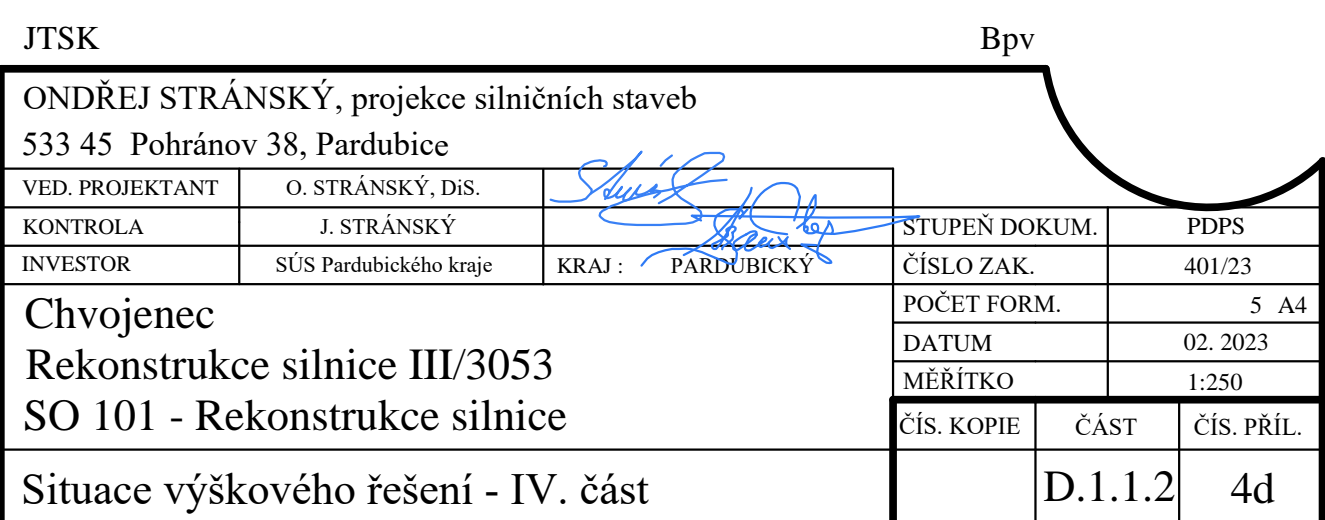 JTSK Bpv
ONDŘEJ STRÁNSKÝ, projekce silničních staveb
533 45 Pohránov 38, Pardubice
VED. PROJEKTANT O. STRÁNSKÝ, DiS.
KONTROLA J. STRÁNSKÝ STUPEŇ DOKUM. PDPS
INVESTOR SÚS Pardubického kraje KRAJ : PARDUBICKÝ ČÍSLO ZAK. 401/23
Chvojenec POČET FORM. 5 A4
Rekonstrukce silnice III/3053 DATUM 02. 2023
MĚŘÍTKO 1:250
SO 101 - Rekonstrukce silnice ČÍS. KOPIE ČÁST ČÍS. PŘÍL.
Situace výškového řešení - IV. část D.1.1.2 4d